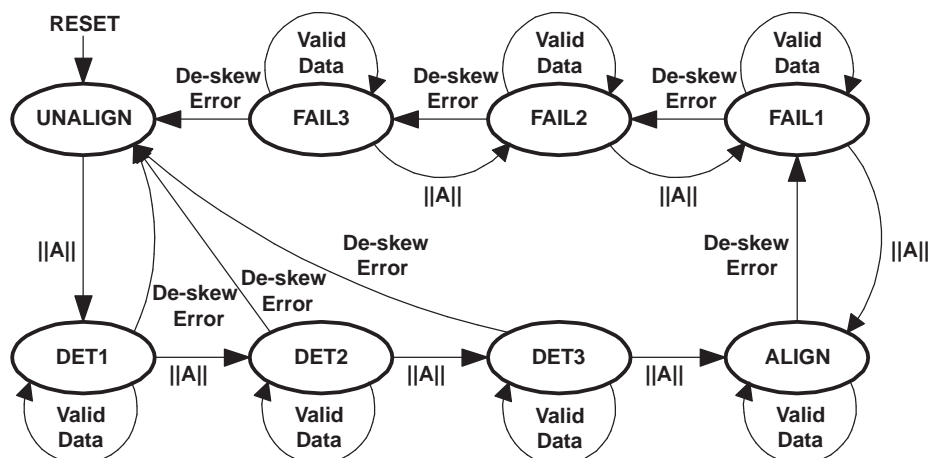 RESET
Valid
Data
Valid
Data
Valid
Data
De-skew
Error
De-skew
Error
De-skew
Error
UNALIGN
FAIL3
FAIL2
FAIL1
||A||
||A||
||A||
||A||
De-skew
Error
De-skew
Error
De-skew
Error
De-skew
Error
DET1
DET2
DET3
ALIGN
||A||
||A||
||A||
Valid
Data
Valid
Data
Valid
Data
Valid
Data